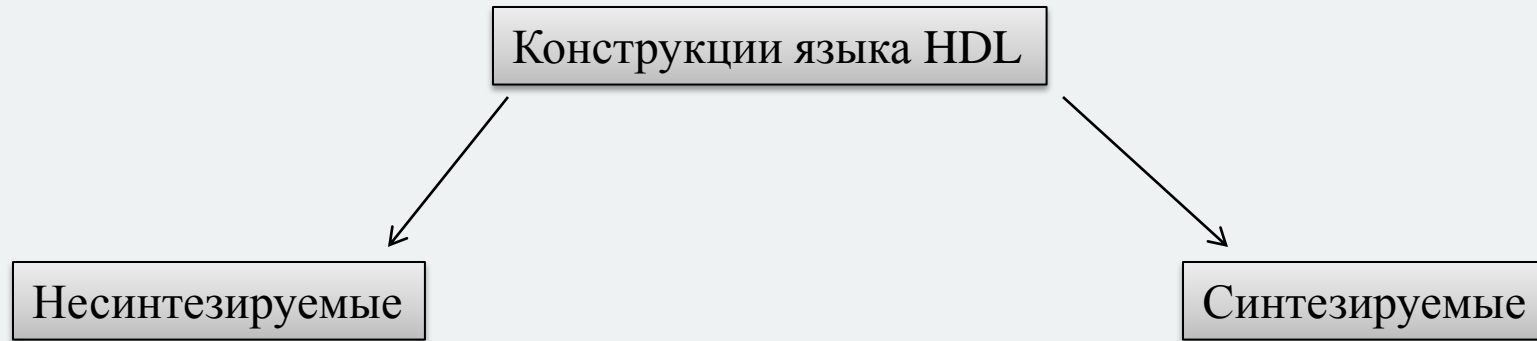 Конструкции языка HDL
Несинтезируемые
Синтезируемые